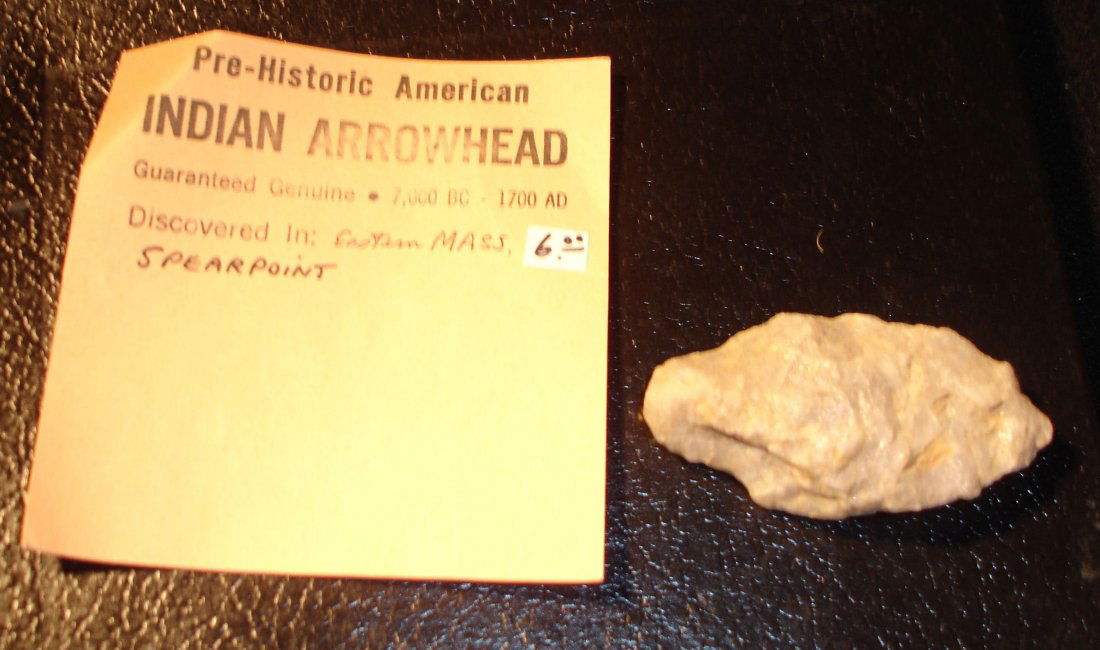 Pre-Historic American
INDIAN ARROWHEAD
Guaranteed Genuine • 7,000 BC - 1700 AD
Discovered In: Eastern MASS. 6.00
SPEARPOINT